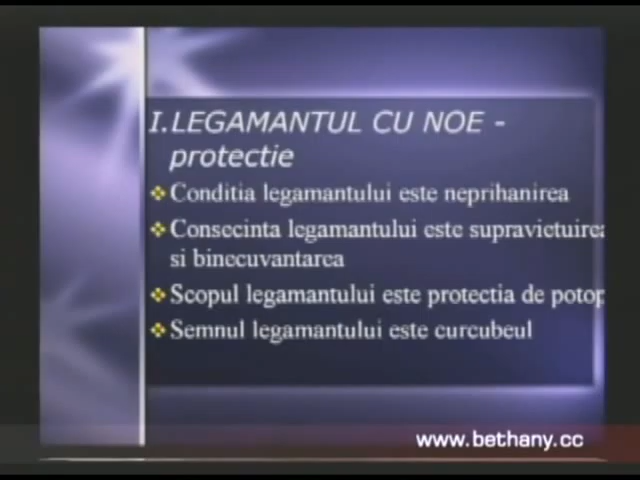 I.LEGAMANTUL CU NOE -
protectie
Conditia legamantului este neprihanirea
Consecinta legamantului este supravietuirea
si binecuvantarea
Scopul legamantului este protectia de potop
Semnul legamantului este curcubeul
www.bethany.cc